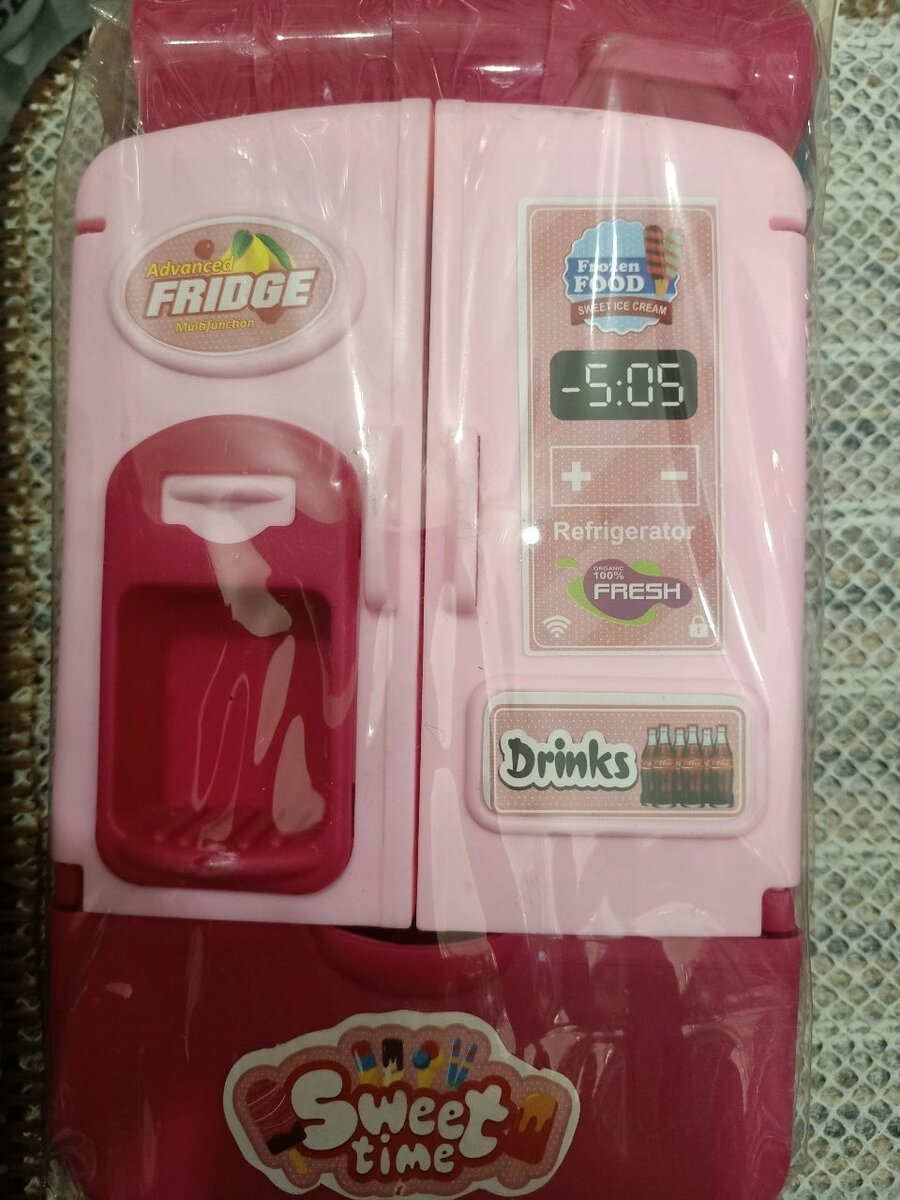 Advanced
FRIDGE
Multifunction
Frozen
FOOD
SWEET ICE CREAM
-5:05
+ -
Refrigerator
ORGANIC
100%
FRESH
Drinks
Sweet
time